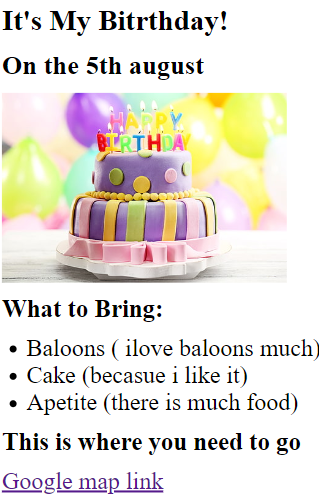 It's My Bitrthday!
On the 5th august
HAPPY
BIRTHDAY
What to Bring:
Baloons ( ilove baloons much)
Cake (becasue i like it)
Apetite (there is much food)
This is where you need to go
Google map link